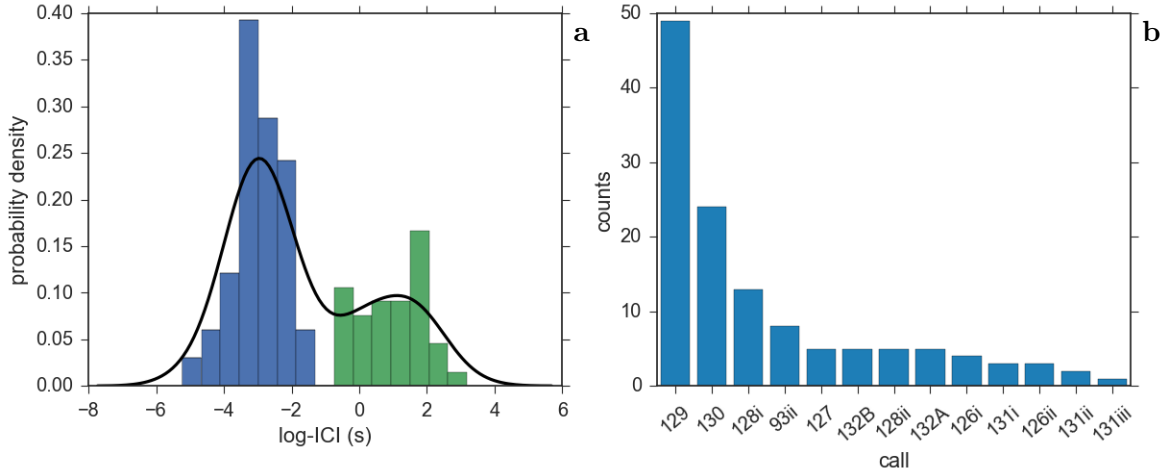 a
0.40
0.35
0.30
0.25
0.20
0.15
0.10
0.05
0.00
probability density
−8 −6 −4 −2 0 2 4 6
log-ICI (s)
b
50
40
30
20
10
0
counts
129 130 128i 93ii 127 132B 128ii 132A 126i 131i 126ii 131ii 131iii
call